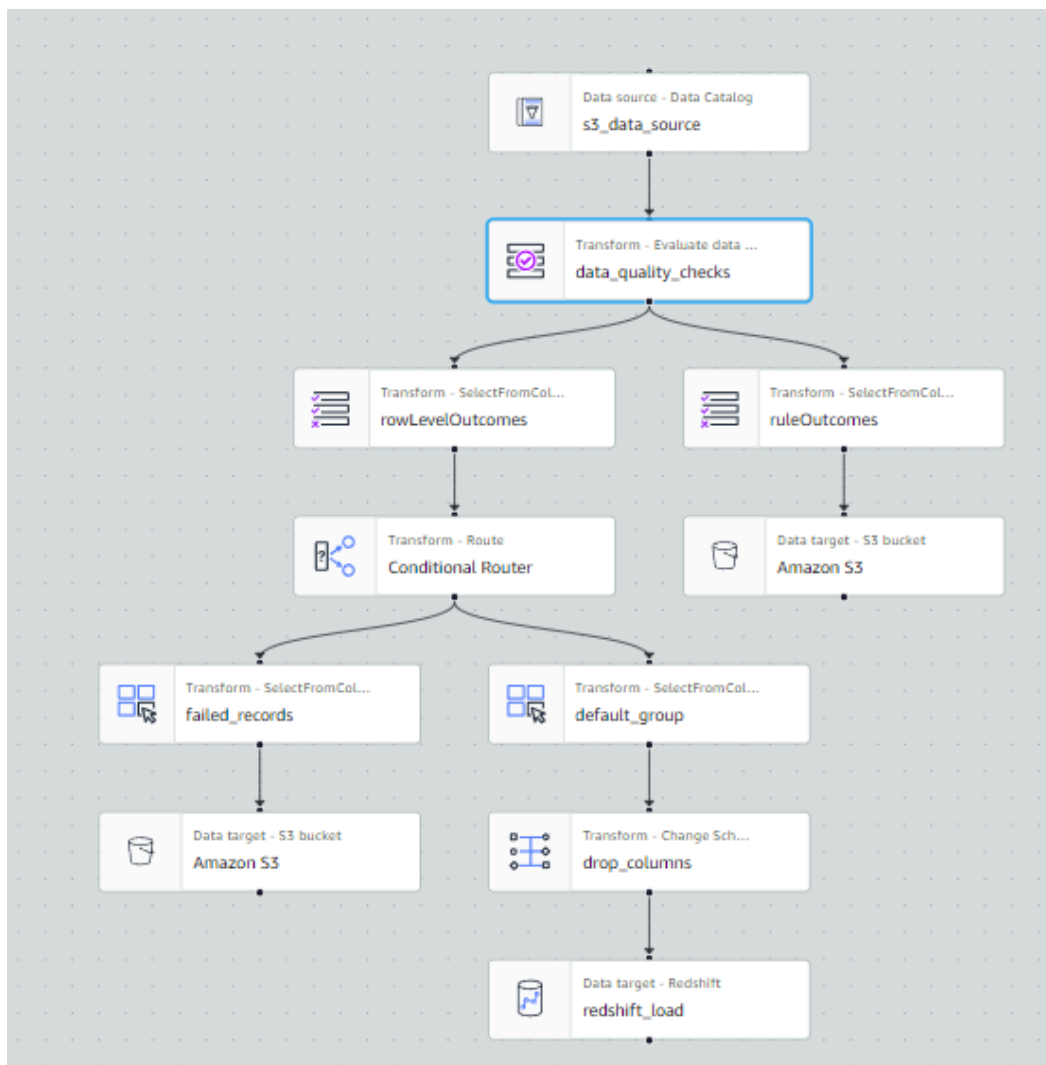 Data source - Data Catalog
s3_data_source
Transform - Evaluate data ...
data_quality_checks
Transform - SelectFromCol...
rowLevelOutcomes
Transform - SelectFromCol...
ruleOutcomes
Transform - Route
Conditional Router
Data target - S3 bucket
Amazon S3
Transform - SelectFromCol...
failed_records
Transform - SelectFromCol...
default_group
Data target - S3 bucket
Amazon S3
Transform - Change Sch...
drop_columns
Data target - Redshift
redshift_load